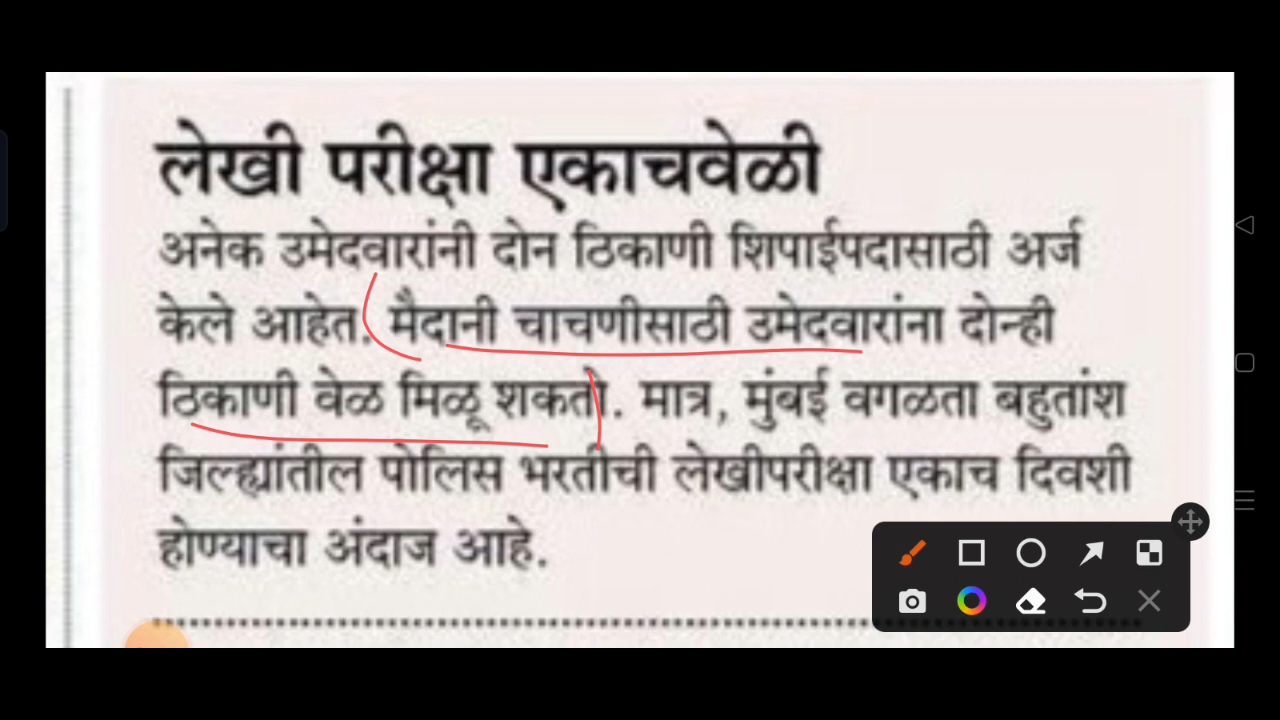 लेखी परीक्षा एकाचवेळी
अनेक उमेदवारांनी दोन ठिकाणी शिपाईपदासाठी अर्ज
केले आहेत. मैदानी चाचणीसाठी उमेदवारांना दोन्ही
ठिकाणी वेळ मिळू शकतो. मात्र, मुंबई वगळता बहुतांश
जिल्ह्यांतील पोलिस भरतीची लेखीपरीक्षा एकाच दिवशी
होण्याचा अंदाज आहे.